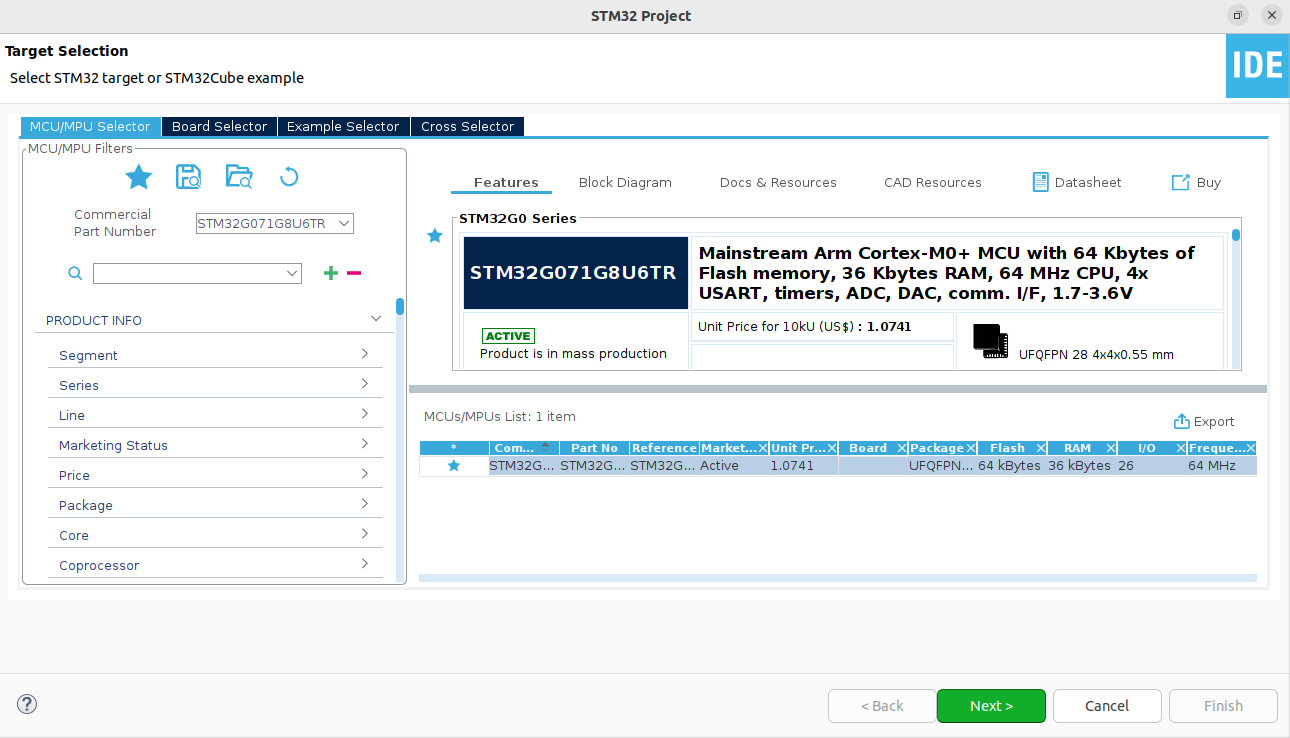 STM32 Project
Target Selection
Select STM32 target or STM32Cube example
IDE
MCU/MPU Selector
Board Selector
Example Selector
Cross Selector
MCU/MPU Filters
Commercial
Part Number
STM32G071G8U6TR
PRODUCT INFO
Segment
Series
Line
Marketing Status
Price
Package
Core
Coprocessor
Features
Block Diagram
Docs & Resources
CAD Resources
Datasheet
Buy
STM32G0 Series
STM32G071G8U6TR
Mainstream Arm Cortex-M0+ MCU with 64 Kbytes of
Flash memory, 36 Kbytes RAM, 64 MHz CPU, 4x
USART, timers, ADC, DAC, comm. I/F, 1.7-3.6V
ACTIVE
Product is in mass production
Unit Price for 10kU (US$) : 1.0741
UFQFPN 28 4x4x0.55 mm
MCUs/MPUs List: 1 item
Export
* Com... Part No Reference Market... Unit Pr... Board Package Flash RAM I/O Freque...
STM32G... STM32G... STM32G... Active 1.0741 UFQFPN... 64 kBytes 36 kBytes 26 64 MHz
?
< Back
Next >
Cancel
Finish